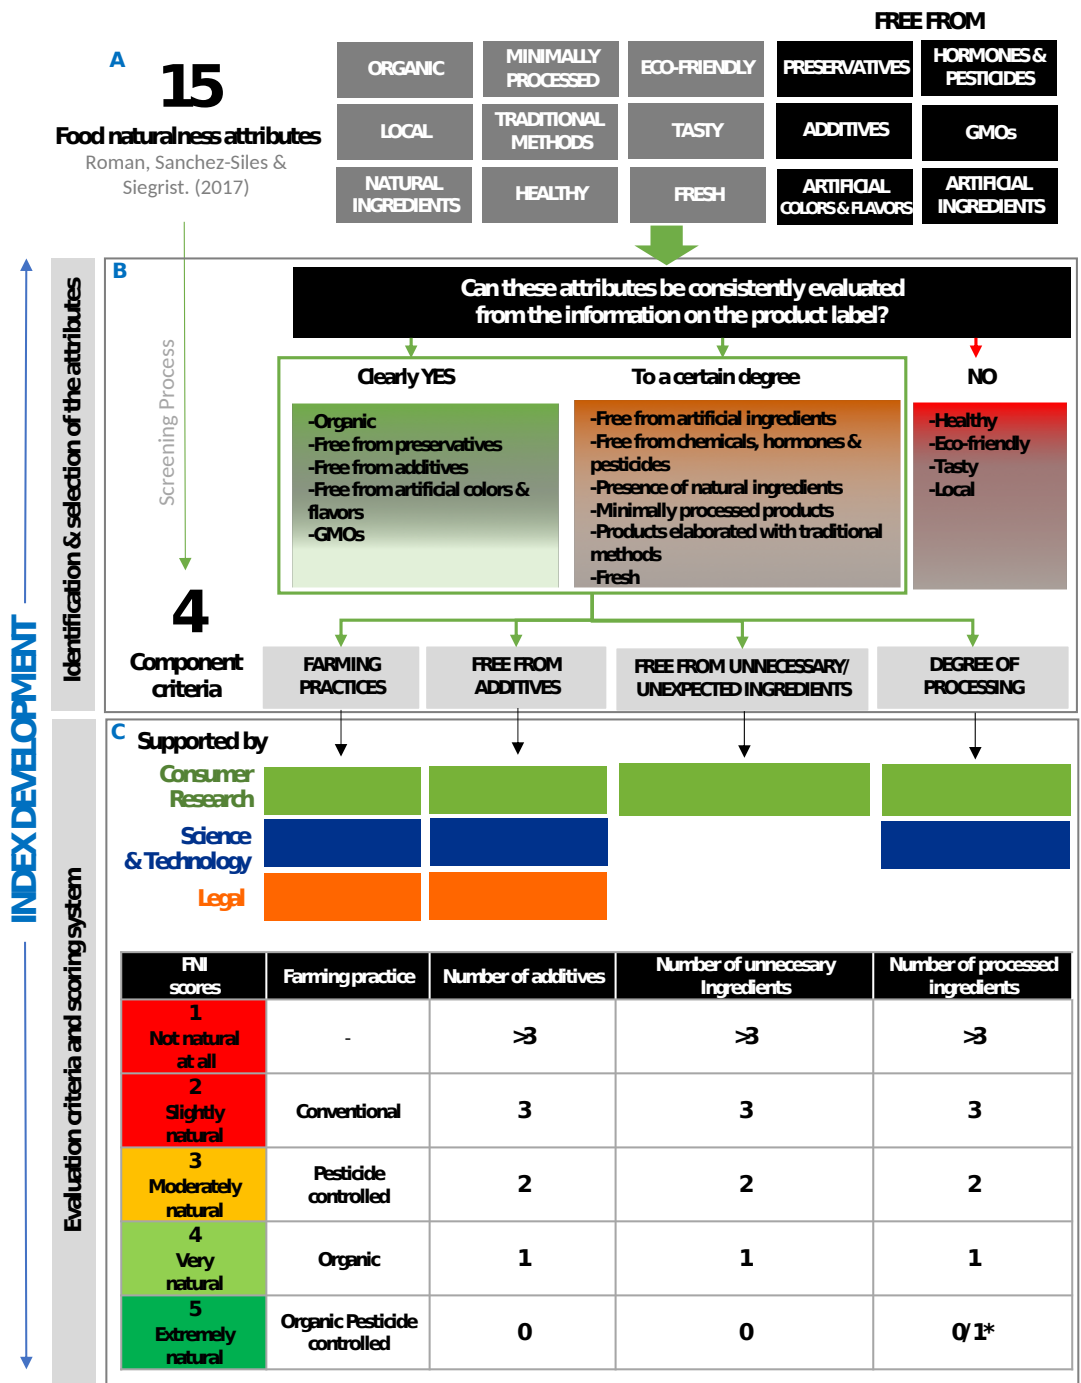 FREE FROM
A
15
Food naturalness attributes
Roman, Sanchez-Siles &
Siegrist. (2017)
ORGANIC
MINIMALLY
PROCESSED
ECO-FRIENDLY
PRESERVATIVES
HORMONES &
PESTICIDES
LOCAL
TRADITIONAL
METHODS
TASTY
ADDITIVES
GMOs
NATURAL
INGREDIENTS
HEALTHY
FRESH
ARTIFICIAL
COLORS & FLAVORS
ARTIFICIAL
INGREDIENTS
INDEX DEVELOPMENT
Identification & selection of the attributes
B
Screening Process
Can these attributes be consistently evaluated
from the information on the product label?
Clearly YES
To a certain degree
NO
-Organic
-Free from preservatives
-Free from additives
-Free from artificial colors &
flavors
-GMOs
-Free from artificial ingredients
-Free from chemicals, hormones &
pesticides
-Presence of natural ingredients
-Minimally processed products
-Products elaborated with traditional
methods
-Fresh
-Healthy
-Eco-friendly
-Tasty
-Local
4
Component
criteria
FARMING
PRACTICES
FREE FROM
ADDITIVES
FREE FROM UNNECESSARY/
UNEXPECTED INGREDIENTS
DEGREE OF
PROCESSING
Evaluation criteria and scoring system
C
Supported by
Consumer
Research
Science
& Technology
Legal
FNI
scores
Farming practice
Number of additives
Number of unnecesary
Ingredients
Number of processed
ingredients
1
Not natural
at all
-
>3
>3
>3
2
Slightly
natural
Conventional
3
3
3
3
Moderately
natural
Pesticide
controlled
2
2
2
4
Very
natural
Organic
1
1
1
5
Extremely
natural
Organic Pesticide
controlled
0
0
0/1*